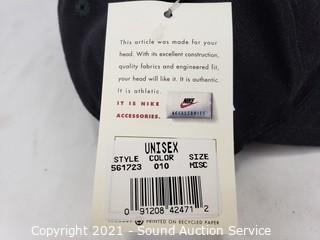 This article was made for your
head. With its excellent construction,
quality fabrics and engineered fit,
your head will like it. It is authentic.
It is athletic.
IT IS NIKE
ACCESSORIES.
NIKE
ACCESSORIES
UNISEX
STYLE COLOR SIZE
561723 010 MISC
0 91208 42471 2
PRINTED ON RECYCLED PAPER
Copyright 2021 - Sound Auction Service